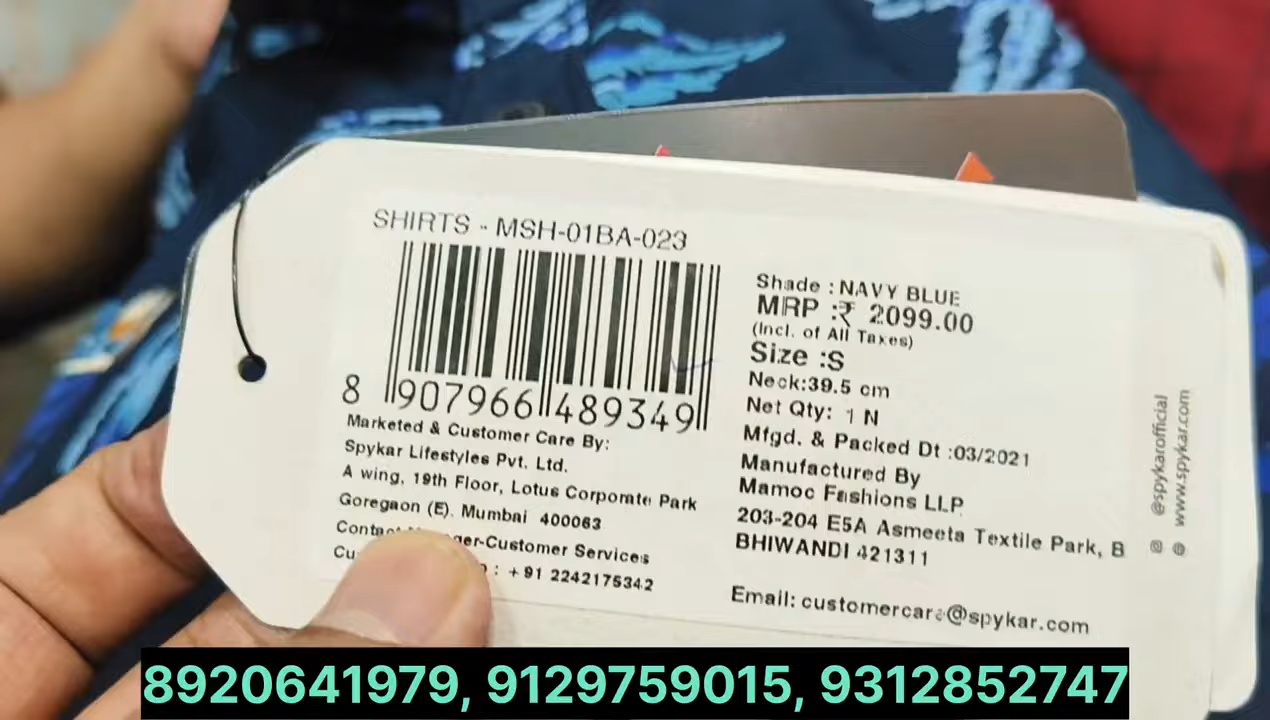 SHIRTS - MSH-01BA-023
8 907966 489349
Marketed & Customer Care By:
Spykar Lifestyles Pvt. Ltd.
A wing, 19th Floor, Lotus Corporate Park
Goregaon (E). Mumbai 400063
ger-Customer Services
: +91 2242175342
Shade : NAVY BLUE
MRP :₹ 2099.00
(Incl. of All Taxes)
Size :S
Neck:39.5 cm
Net Qty: 1 N
Mfgd. & Packed Dt :03/2021
Manufactured By
Mamoc Fashions LLP
203-204 E5A Asmeeta Textile Park, B
BHIWANDI 421311
Email: customercare@spykar.com
@spykarofficial
www.spykar.com
8920641979, 9129759015, 9312852747